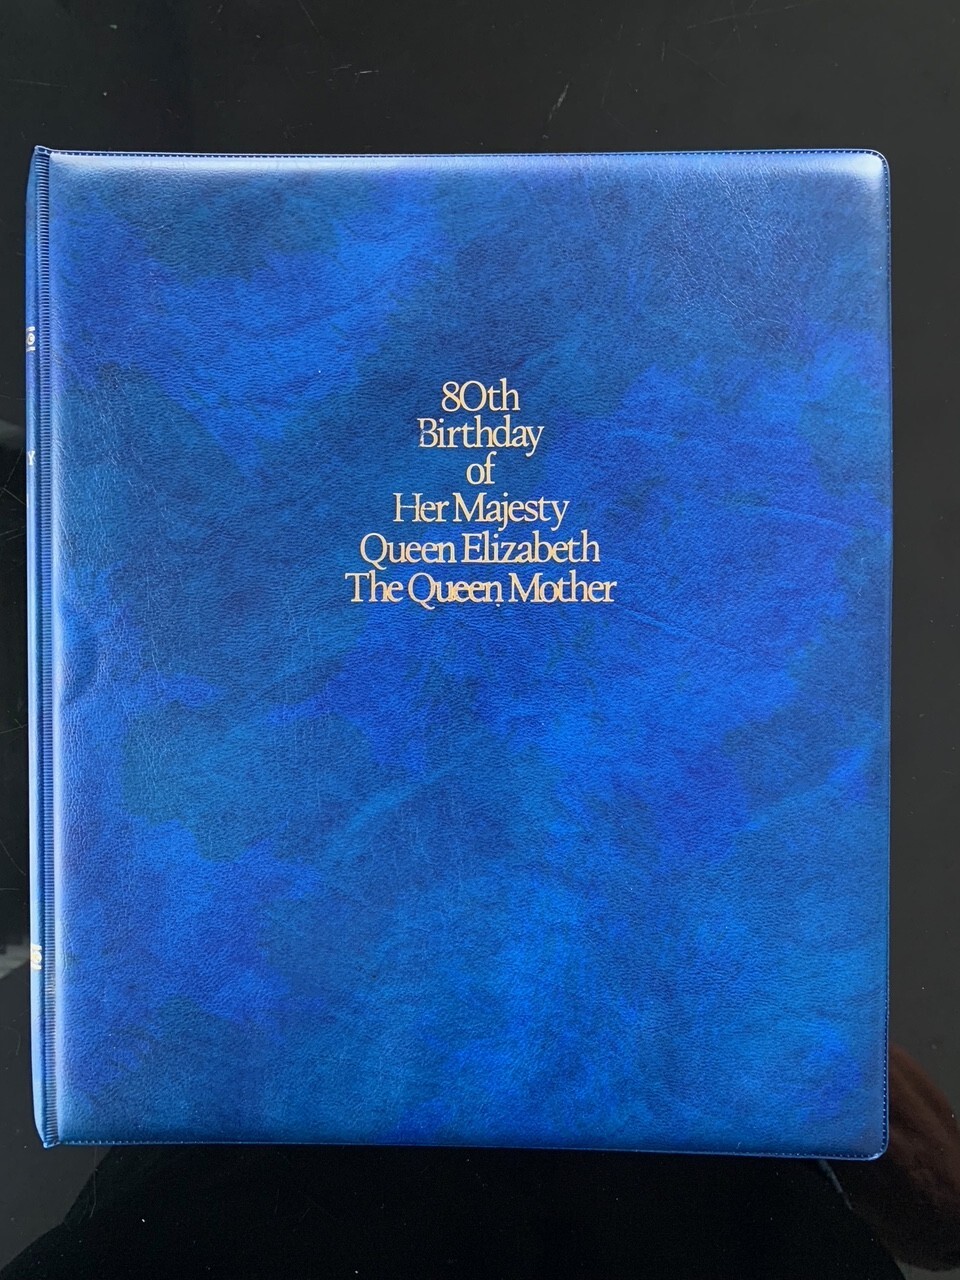 80th
Birthday
of
Her Majesty
Queen Elizabeth
The Queen Mother